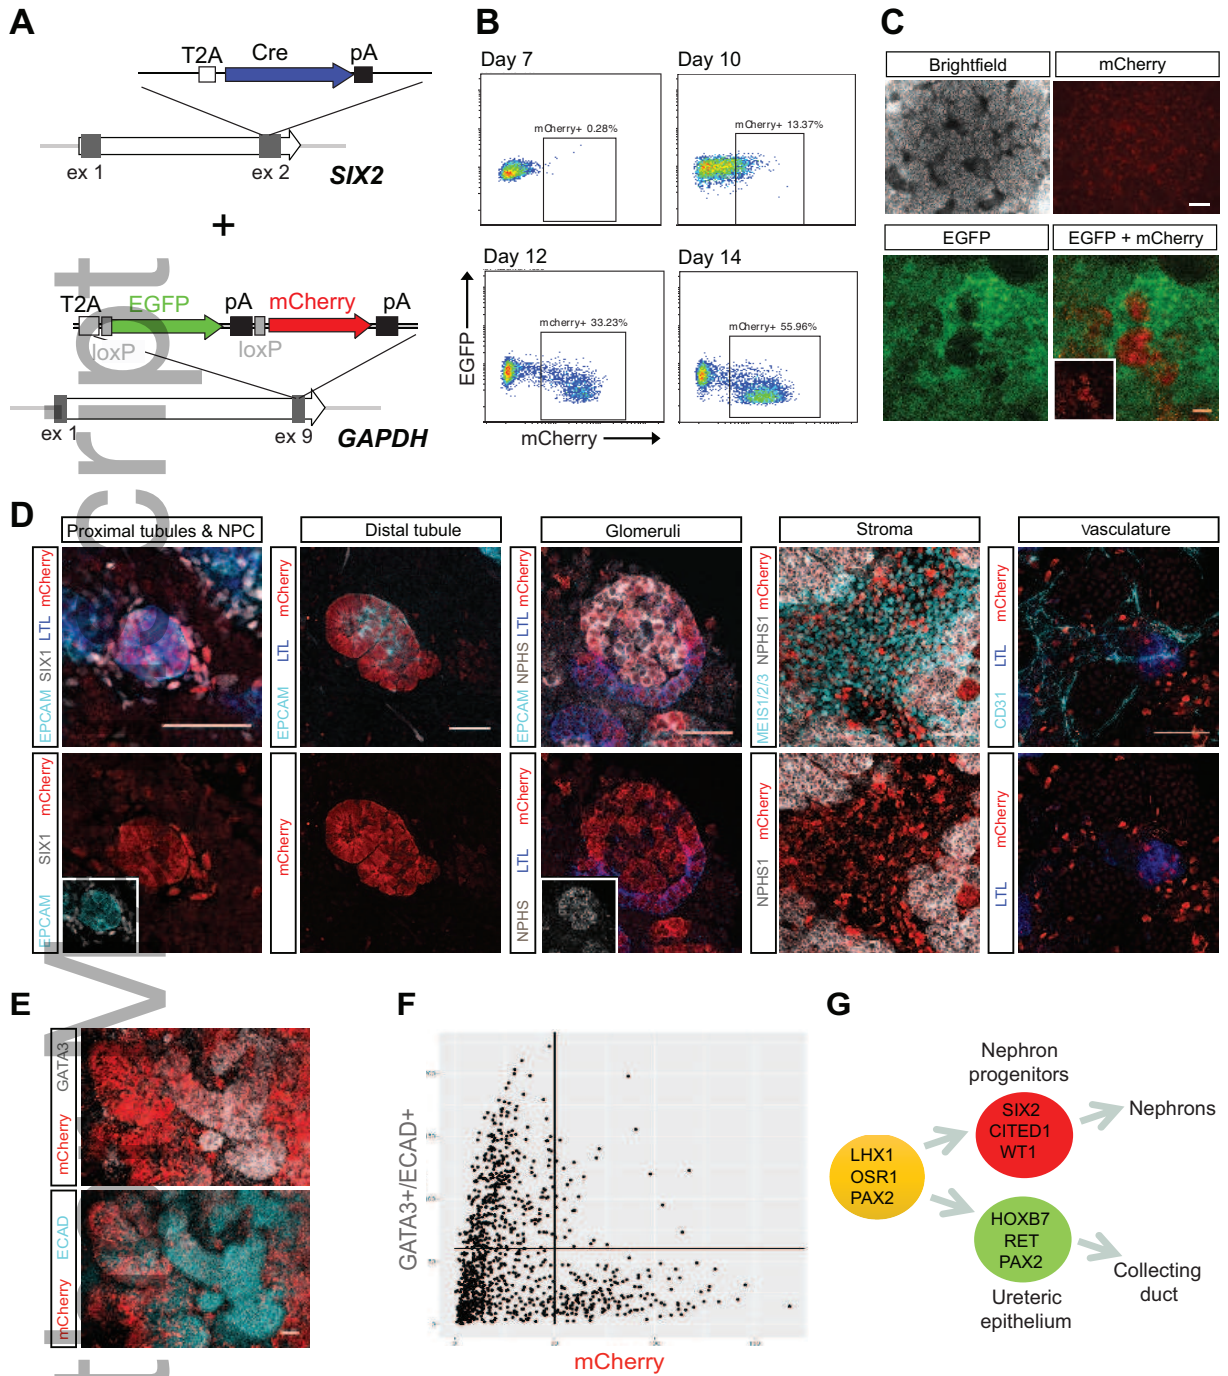 A
T2A
Cre
pA
ex 1
ex 2
SIX2
+
T2A
EGFP
pA
mCherry
pA
loxP
loxP
ex 1
ex 9
GAPDH
B
Day 7
mCherry+ 0.28%
Day 10
mCherry+ 13.37%
Day 12
mcherry+ 33.23%
Day 14
mCherry+ 55.96%
EGFP
mCherry
C
Brightfield
mCherry
EGFP
EGFP + mCherry
D
Proximal tubules & NPC
Distal tubule
Glomeruli
Stroma
Vasculature
EPCAM SIX1 LTL mCherry
EPCAM LTL mCherry
EPCAM NPHS LTL mCherry
MEIS1/2/3 NPHS1 mCherry
CD31 LTL mCherry
EPCAM SIX1 mCherry
mCherry
NPHS LTL mCherry
NPHS1 mCherry
LTL mCherry
E
mCherry GATA3
mCherry ECAD
F
GATA3+/ECAD+
mCherry
G
Nephron
progenitors
SIX2
CITED1
WT1
Nephrons
LHX1
OSR1
PAX2
HOXB7
RET
PAX2
Ureteric
epithelium
Collecting
duct